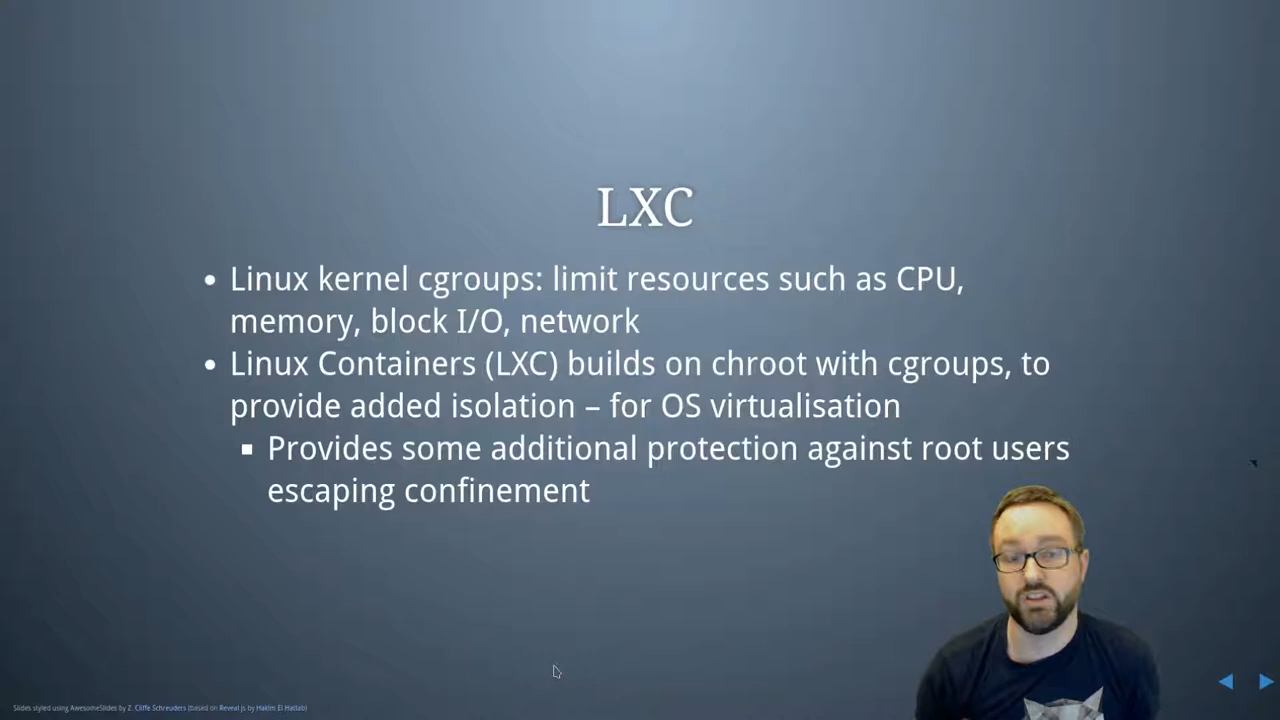 LXC
• Linux kernel cgroups: limit resources such as CPU,
memory, block I/O, network
• Linux Containers (LXC) builds on chroot with cgroups, to
provide added isolation – for OS virtualisation
▪ Provides some additional protection against root users
escaping confinement
Slides styled using AwesomeSlides by Z. Cliffe Schreuders (based on Reveal.js by Hakim El Hattab)